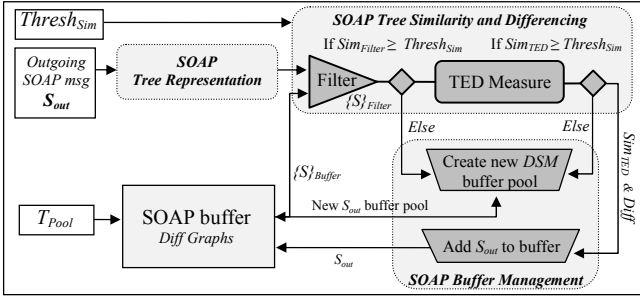 Thresh_Sim
SOAP Tree Similarity and Differencing
If Sim_Filter ≥ Thresh_Sim
If Sim_TED ≥ Thresh_Sim
Outgoing
SOAP msg
S_out
SOAP
Tree Representation
Filter
TED Measure
{S}_Filter
Else
Else
Sim_TED & Diff
{S}_Buffer
Create new DSM
buffer pool
T_Pool
SOAP buffer
Diff Graphs
New S_out buffer pool
S_out
Add S_out to buffer
SOAP Buffer Management